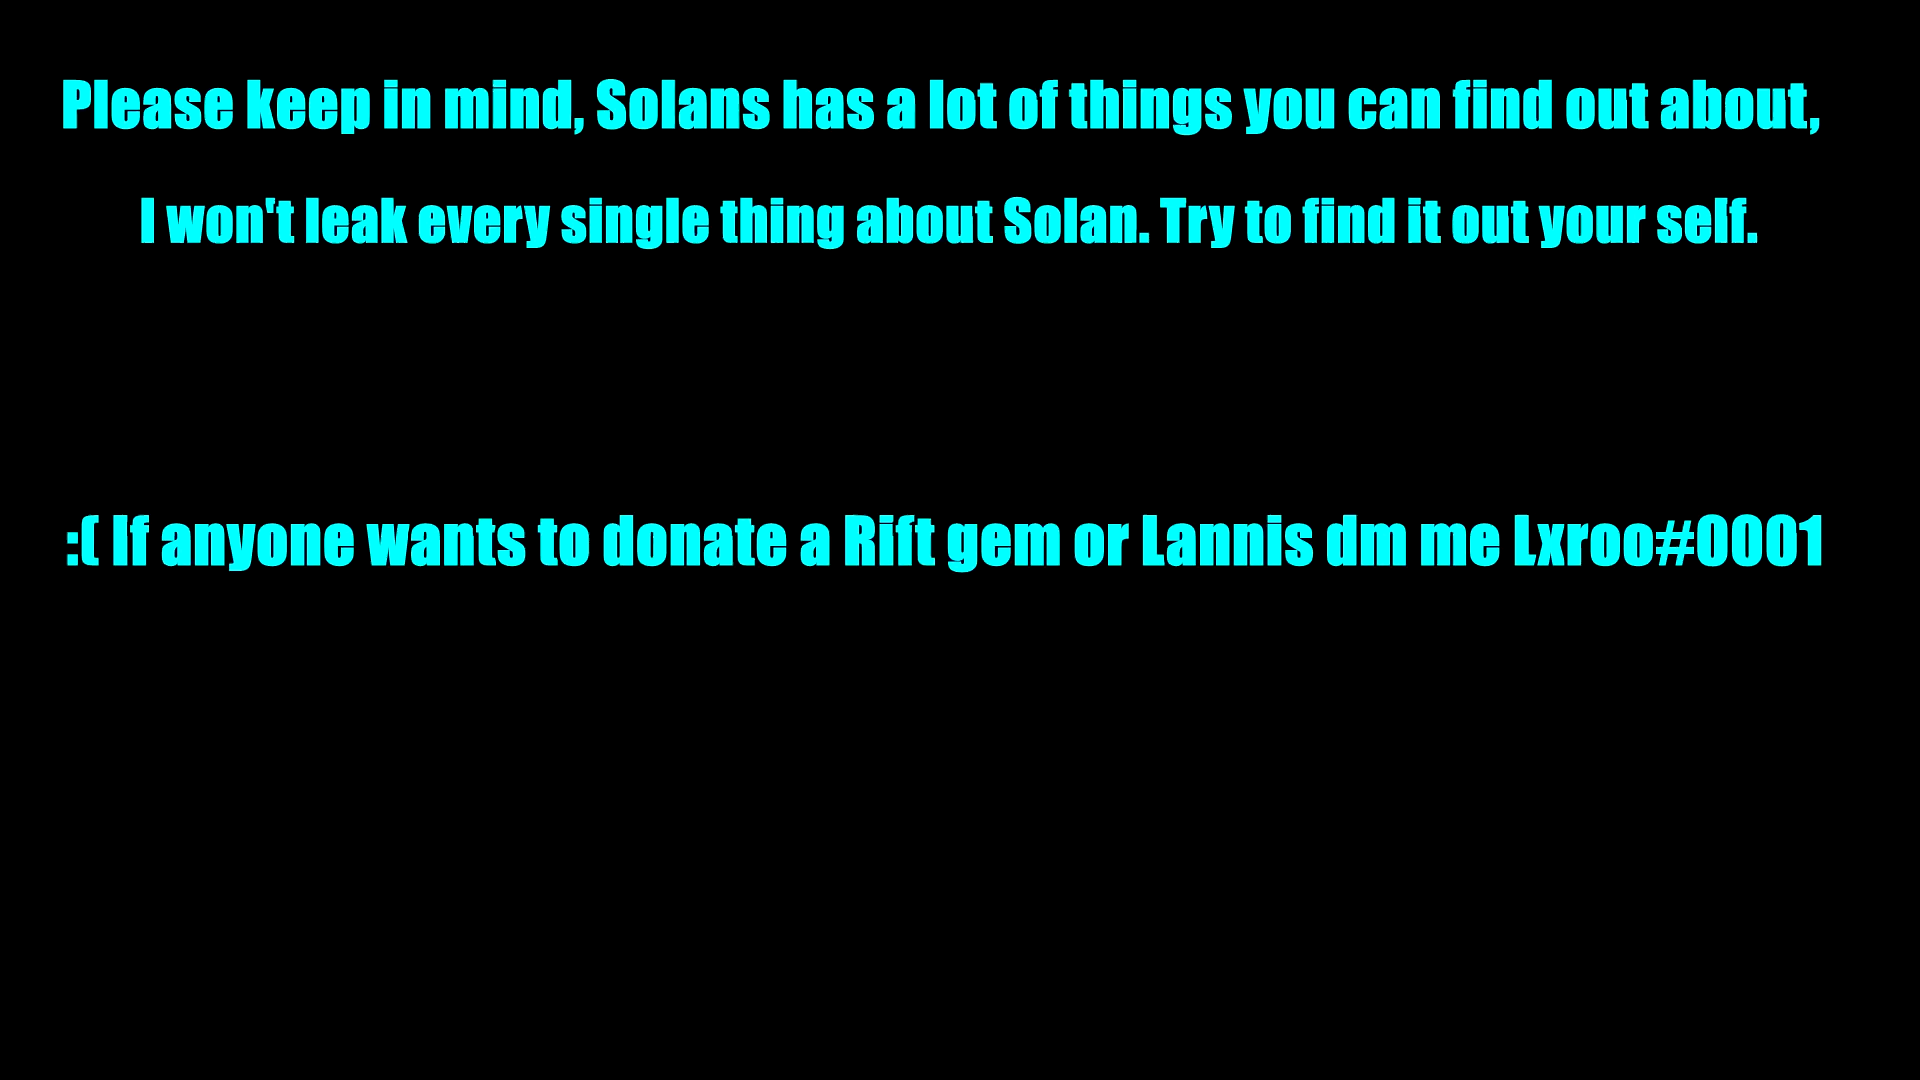 Please keep in mind, Solans has a lot of things you can find out about,
I won't leak every single thing about Solan. Try to find it out your self.
:( If anyone wants to donate a Rift gem or Lannis dm me Lxroo#0001